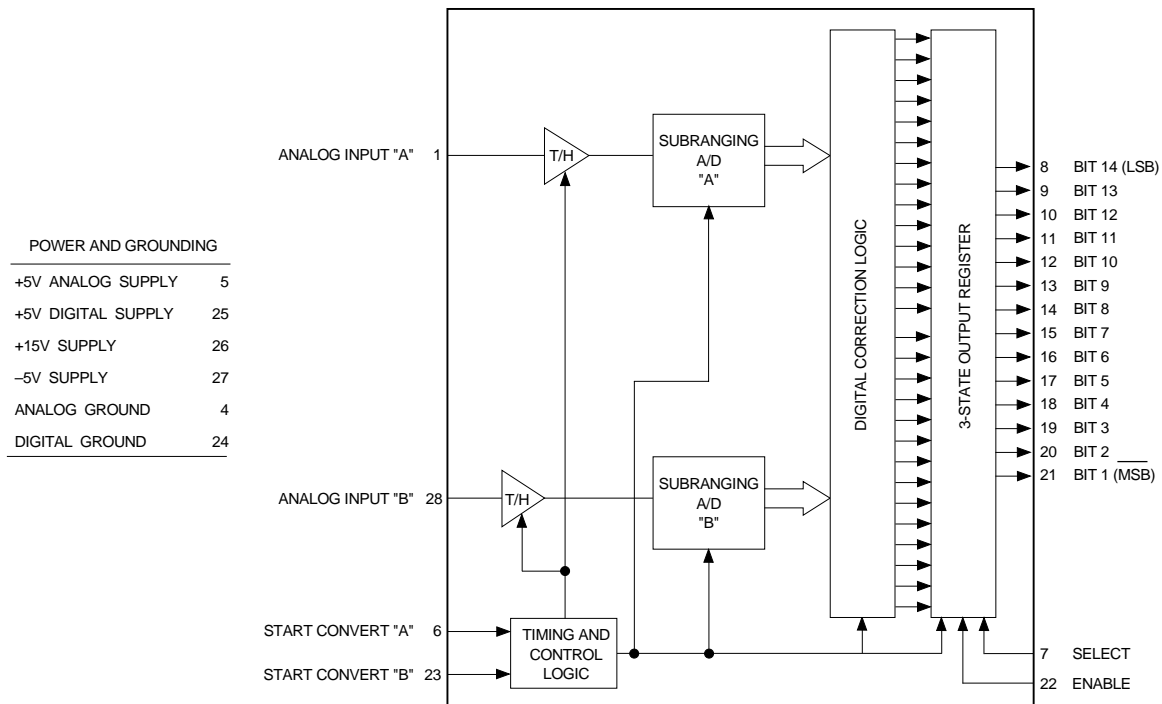 POWER AND GROUNDING
+5V ANALOG SUPPLY 5
+5V DIGITAL SUPPLY 25
+15V SUPPLY 26
–5V SUPPLY 27
ANALOG GROUND 4
DIGITAL GROUND 24
ANALOG INPUT "A" 1
T/H
SUBRANGING
A/D
"A"
ANALOG INPUT "B" 28
T/H
SUBRANGING
A/D
"B"
START CONVERT "A" 6
START CONVERT "B" 23
TIMING AND
CONTROL
LOGIC
DIGITAL CORRECTION LOGIC
3-STATE OUTPUT REGISTER
8 BIT 14 (LSB)
9 BIT 13
10 BIT 12
11 BIT 11
12 BIT 10
13 BIT 9
14 BIT 8
15 BIT 7
16 BIT 6
17 BIT 5
18 BIT 4
19 BIT 3
20 BIT 2
21 BIT 1 (M̅S̅B̅)
7 SELECT
22 ENABLE